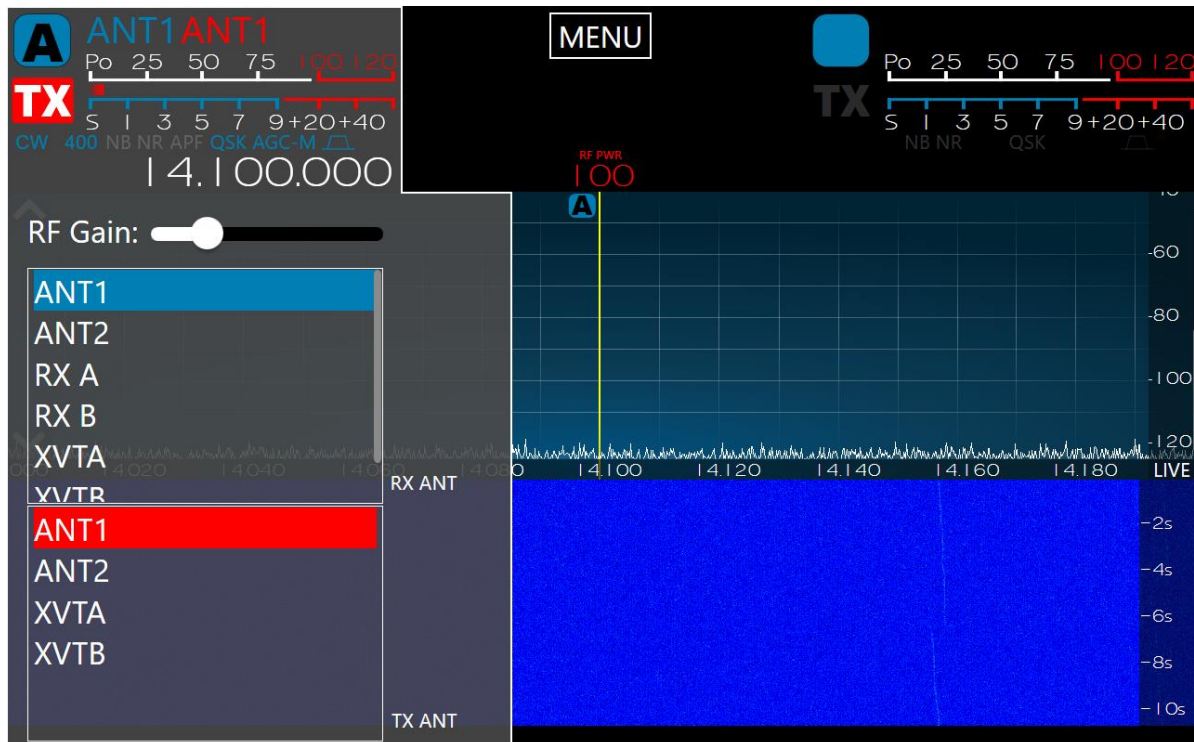 A ANT1 ANT1
Po 25 50 75 100 120
TX
S 1 3 5 7 9+20+40
CW 400 NB NR APF QSK AGC-M
14.100.000
MENU
RF PWR
100
Po 25 50 75 100 120
TX
S 1 3 5 7 9+20+40
NB NR QSK
RF Gain:
ANT1
ANT2
RX A
RX B
XVTA
XVTB
RX ANT
ANT1
ANT2
XVTA
XVTB
TX ANT
A
-60
-80
-100
-120
14.020 14.040 14.060 14.080 14.100 14.120 14.140 14.160 14.180 LIVE
-2s
-4s
-6s
-8s
-10s